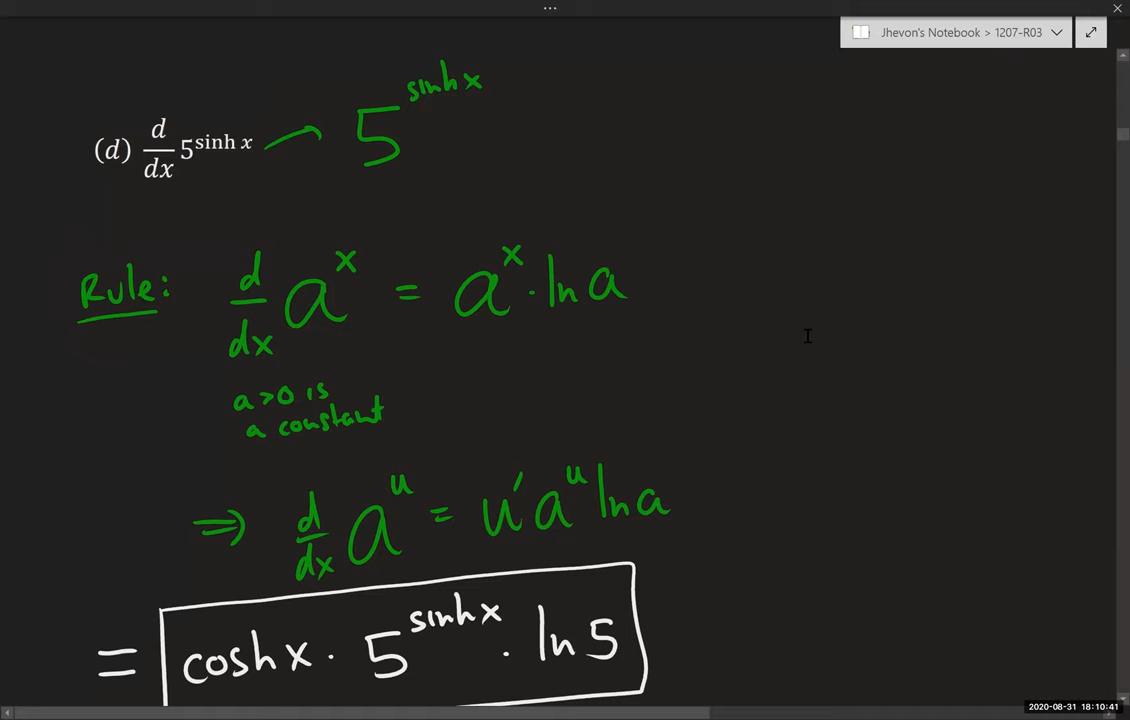 Jhevon's Notebook > 1207-R03
(d) d/dx 5^sinh x → 5^sinh x
Rule: d/dx a^x = a^x · ln a
a>0 is
a constant
⇒ d/dx a^u = u' a^u ln a
= cosh x · 5^sinh x · ln 5
2020-08-31 18:10:41